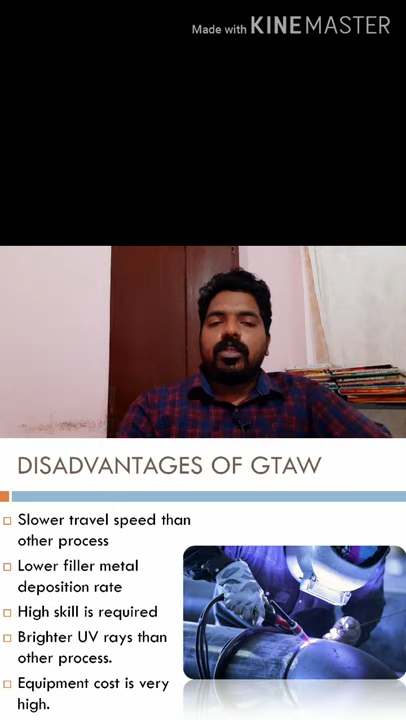 Made with KINEMASTER
DISADVANTAGES OF GTAW
Slower travel speed than
other process
Lower filler metal
deposition rate
High skill is required
Brighter UV rays than
other process.
Equipment cost is very
high.